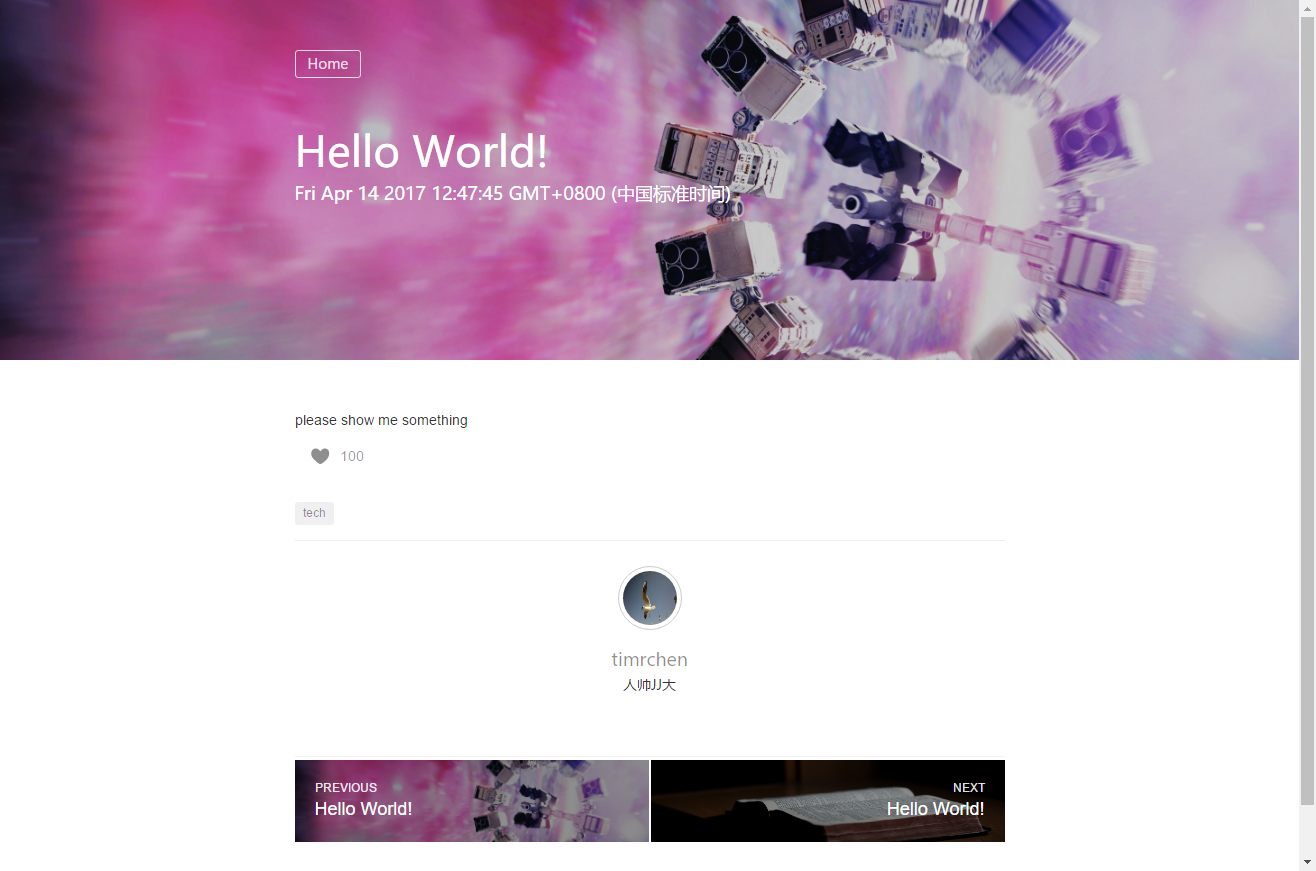 Home
Hello World!
Fri Apr 14 2017 12:47:45 GMT+0800 (中国标准时间)
please show me something
100
tech
timrchen
人帅JJ大
PREVIOUS
Hello World!
NEXT
Hello World!